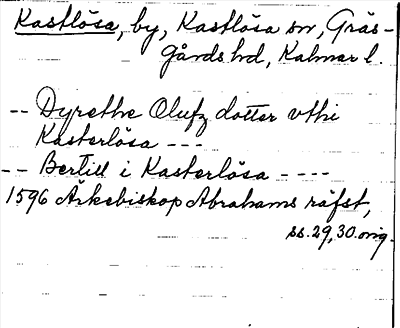 Kastlösa, by, Kastlösa sn, Gräs-
gårds hd, Kalmar l.
-- Dyrethe Olufz dotter vthi
Kasterlösa ---
-- Bertill i Kasterlösa ----
1596 Ärkebiskop Abrahams räfst,
ss. 29, 30. orig.